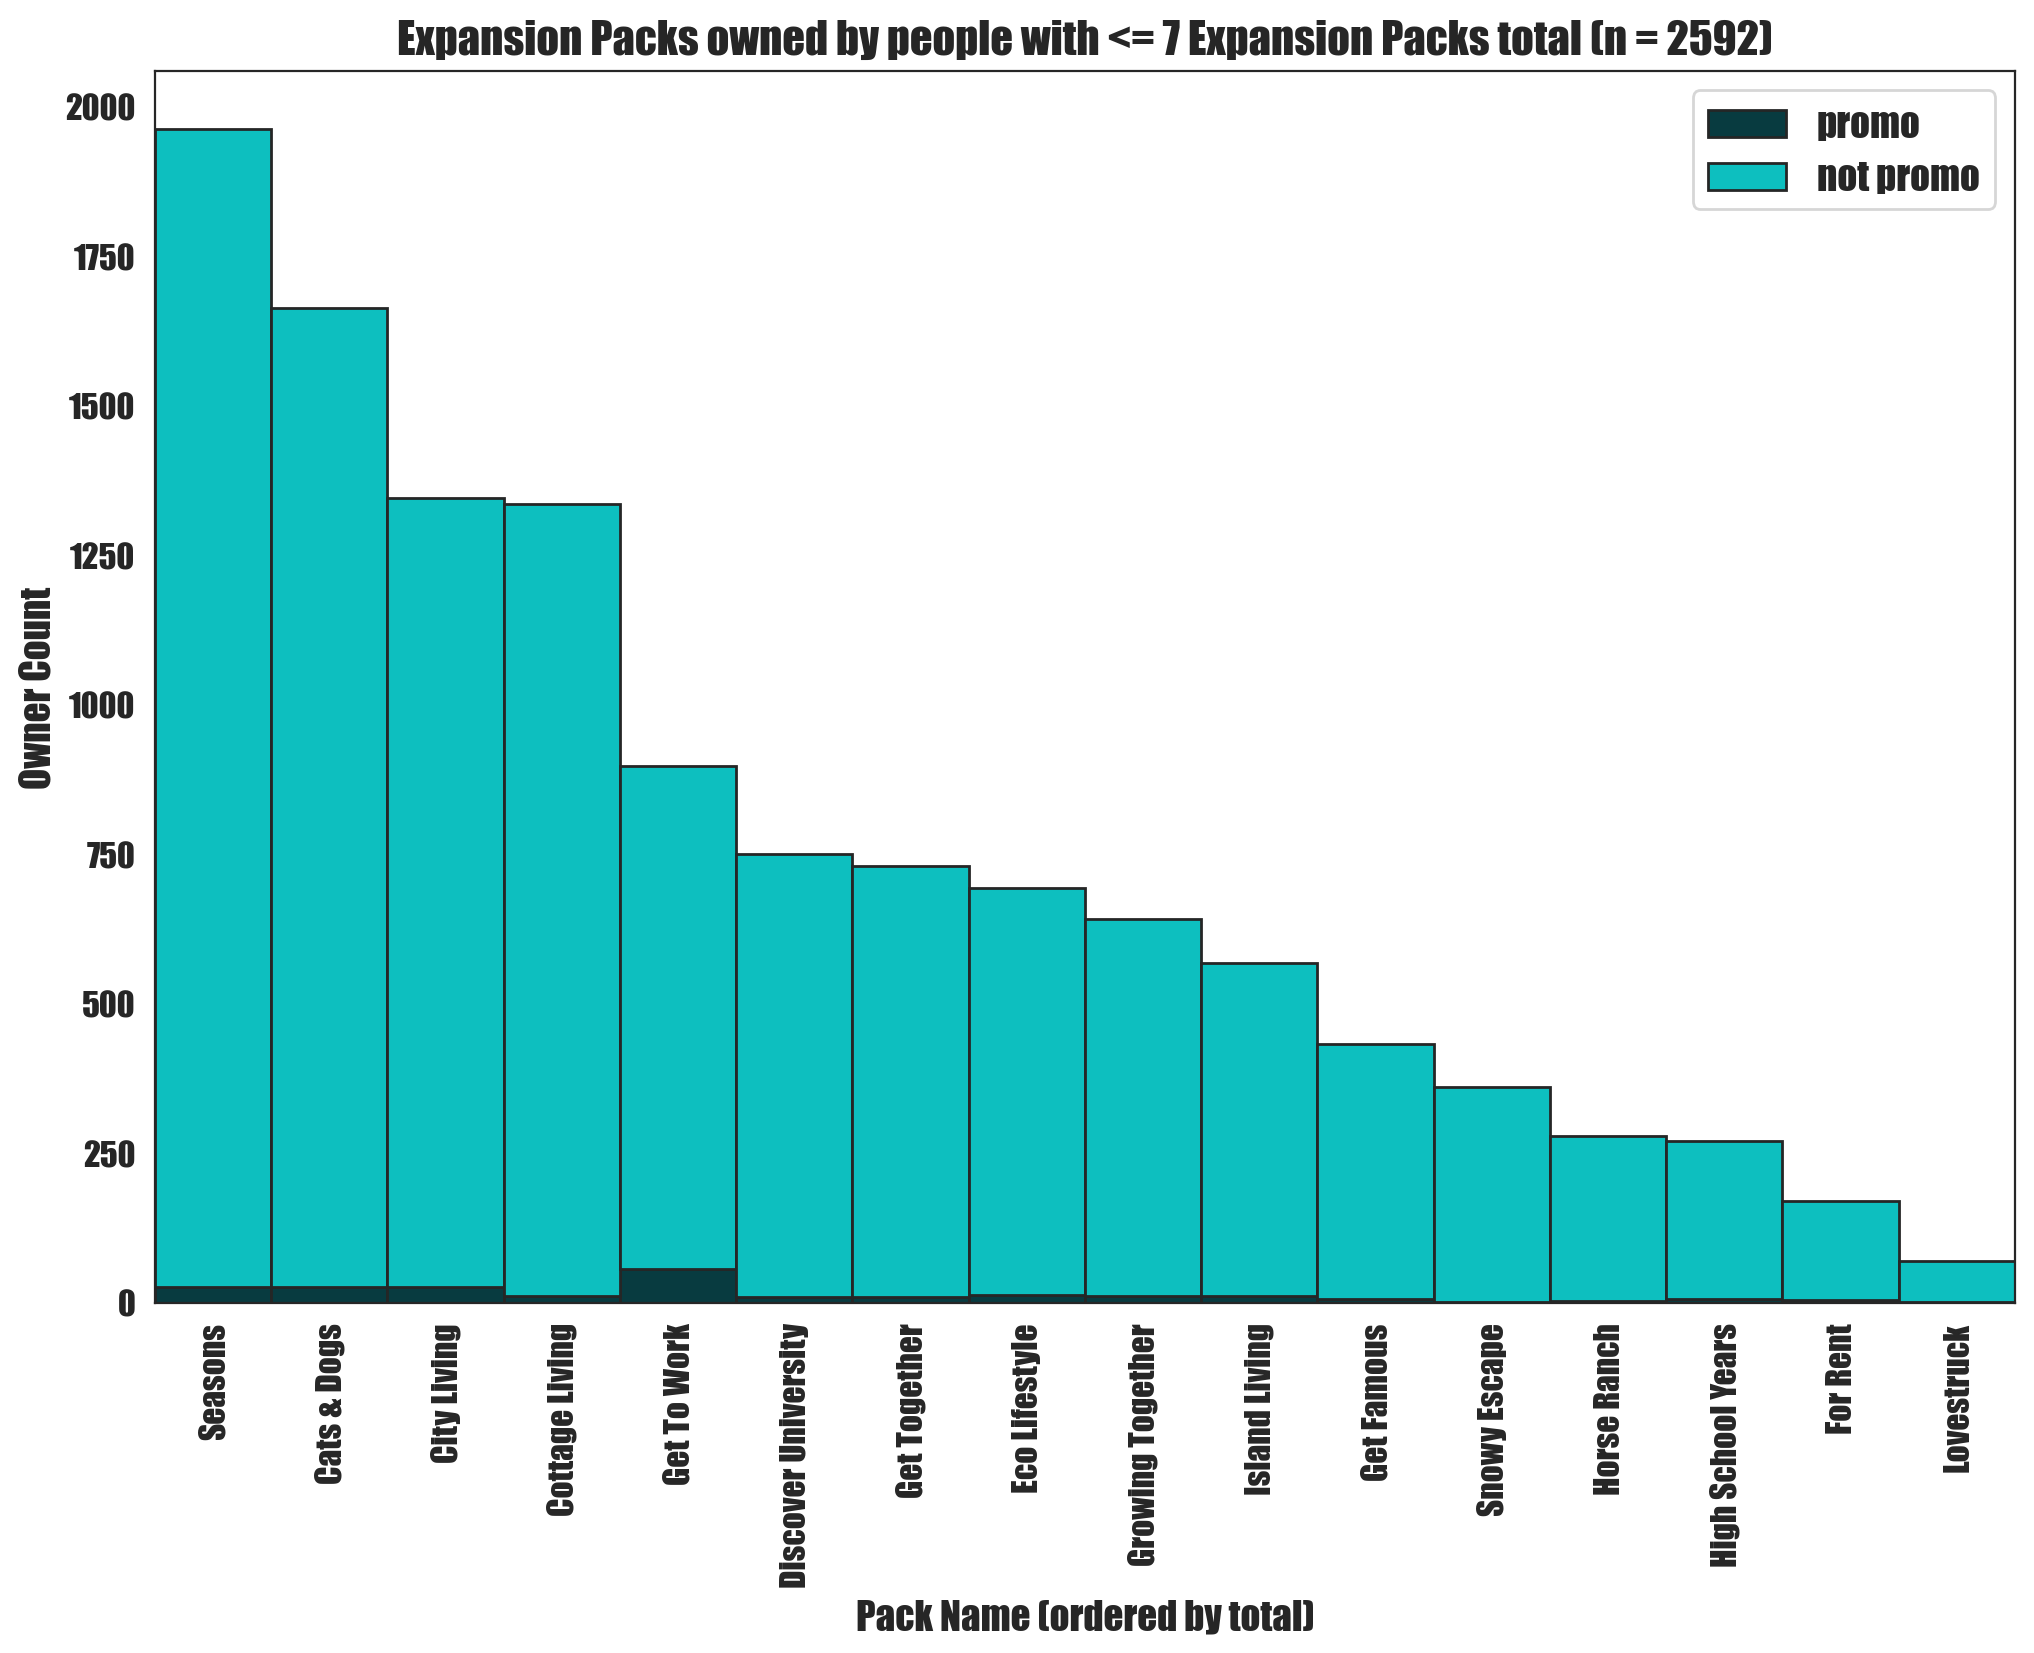 Expansion Packs owned by people with <= 7 Expansion Packs total (n = 2592)
promo
not promo
Owner Count
2000
1750
1500
1250
1000
750
500
250
0
Seasons
Cats & Dogs
City Living
Cottage Living
Get To Work
Discover University
Get Together
Eco Lifestyle
Growing Together
Island Living
Get Famous
Snowy Escape
Horse Ranch
High School Years
For Rent
Lovestruck
Pack Name (ordered by total)